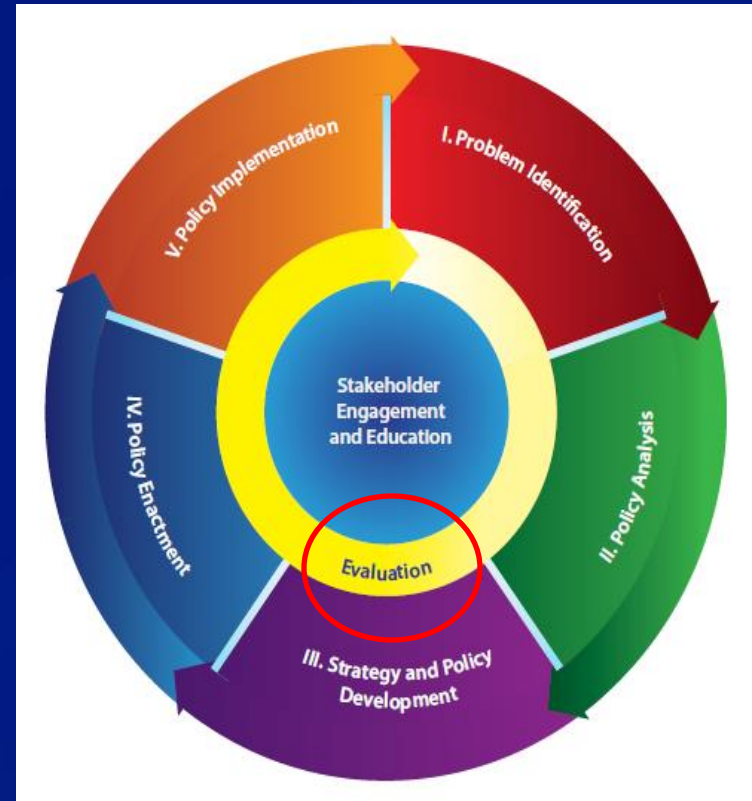 I. Problem Identification
II. Policy Analysis
III. Strategy and Policy
Development
IV. Policy Enactment
V. Policy Implementation
Stakeholder
Engagement
and Education
Evaluation